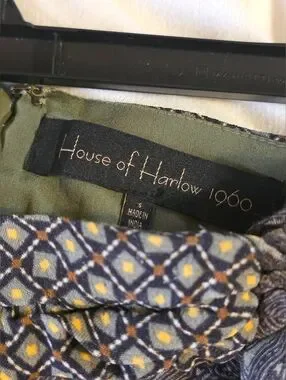 House of Harlow 1960
S
MADE IN
INDIA